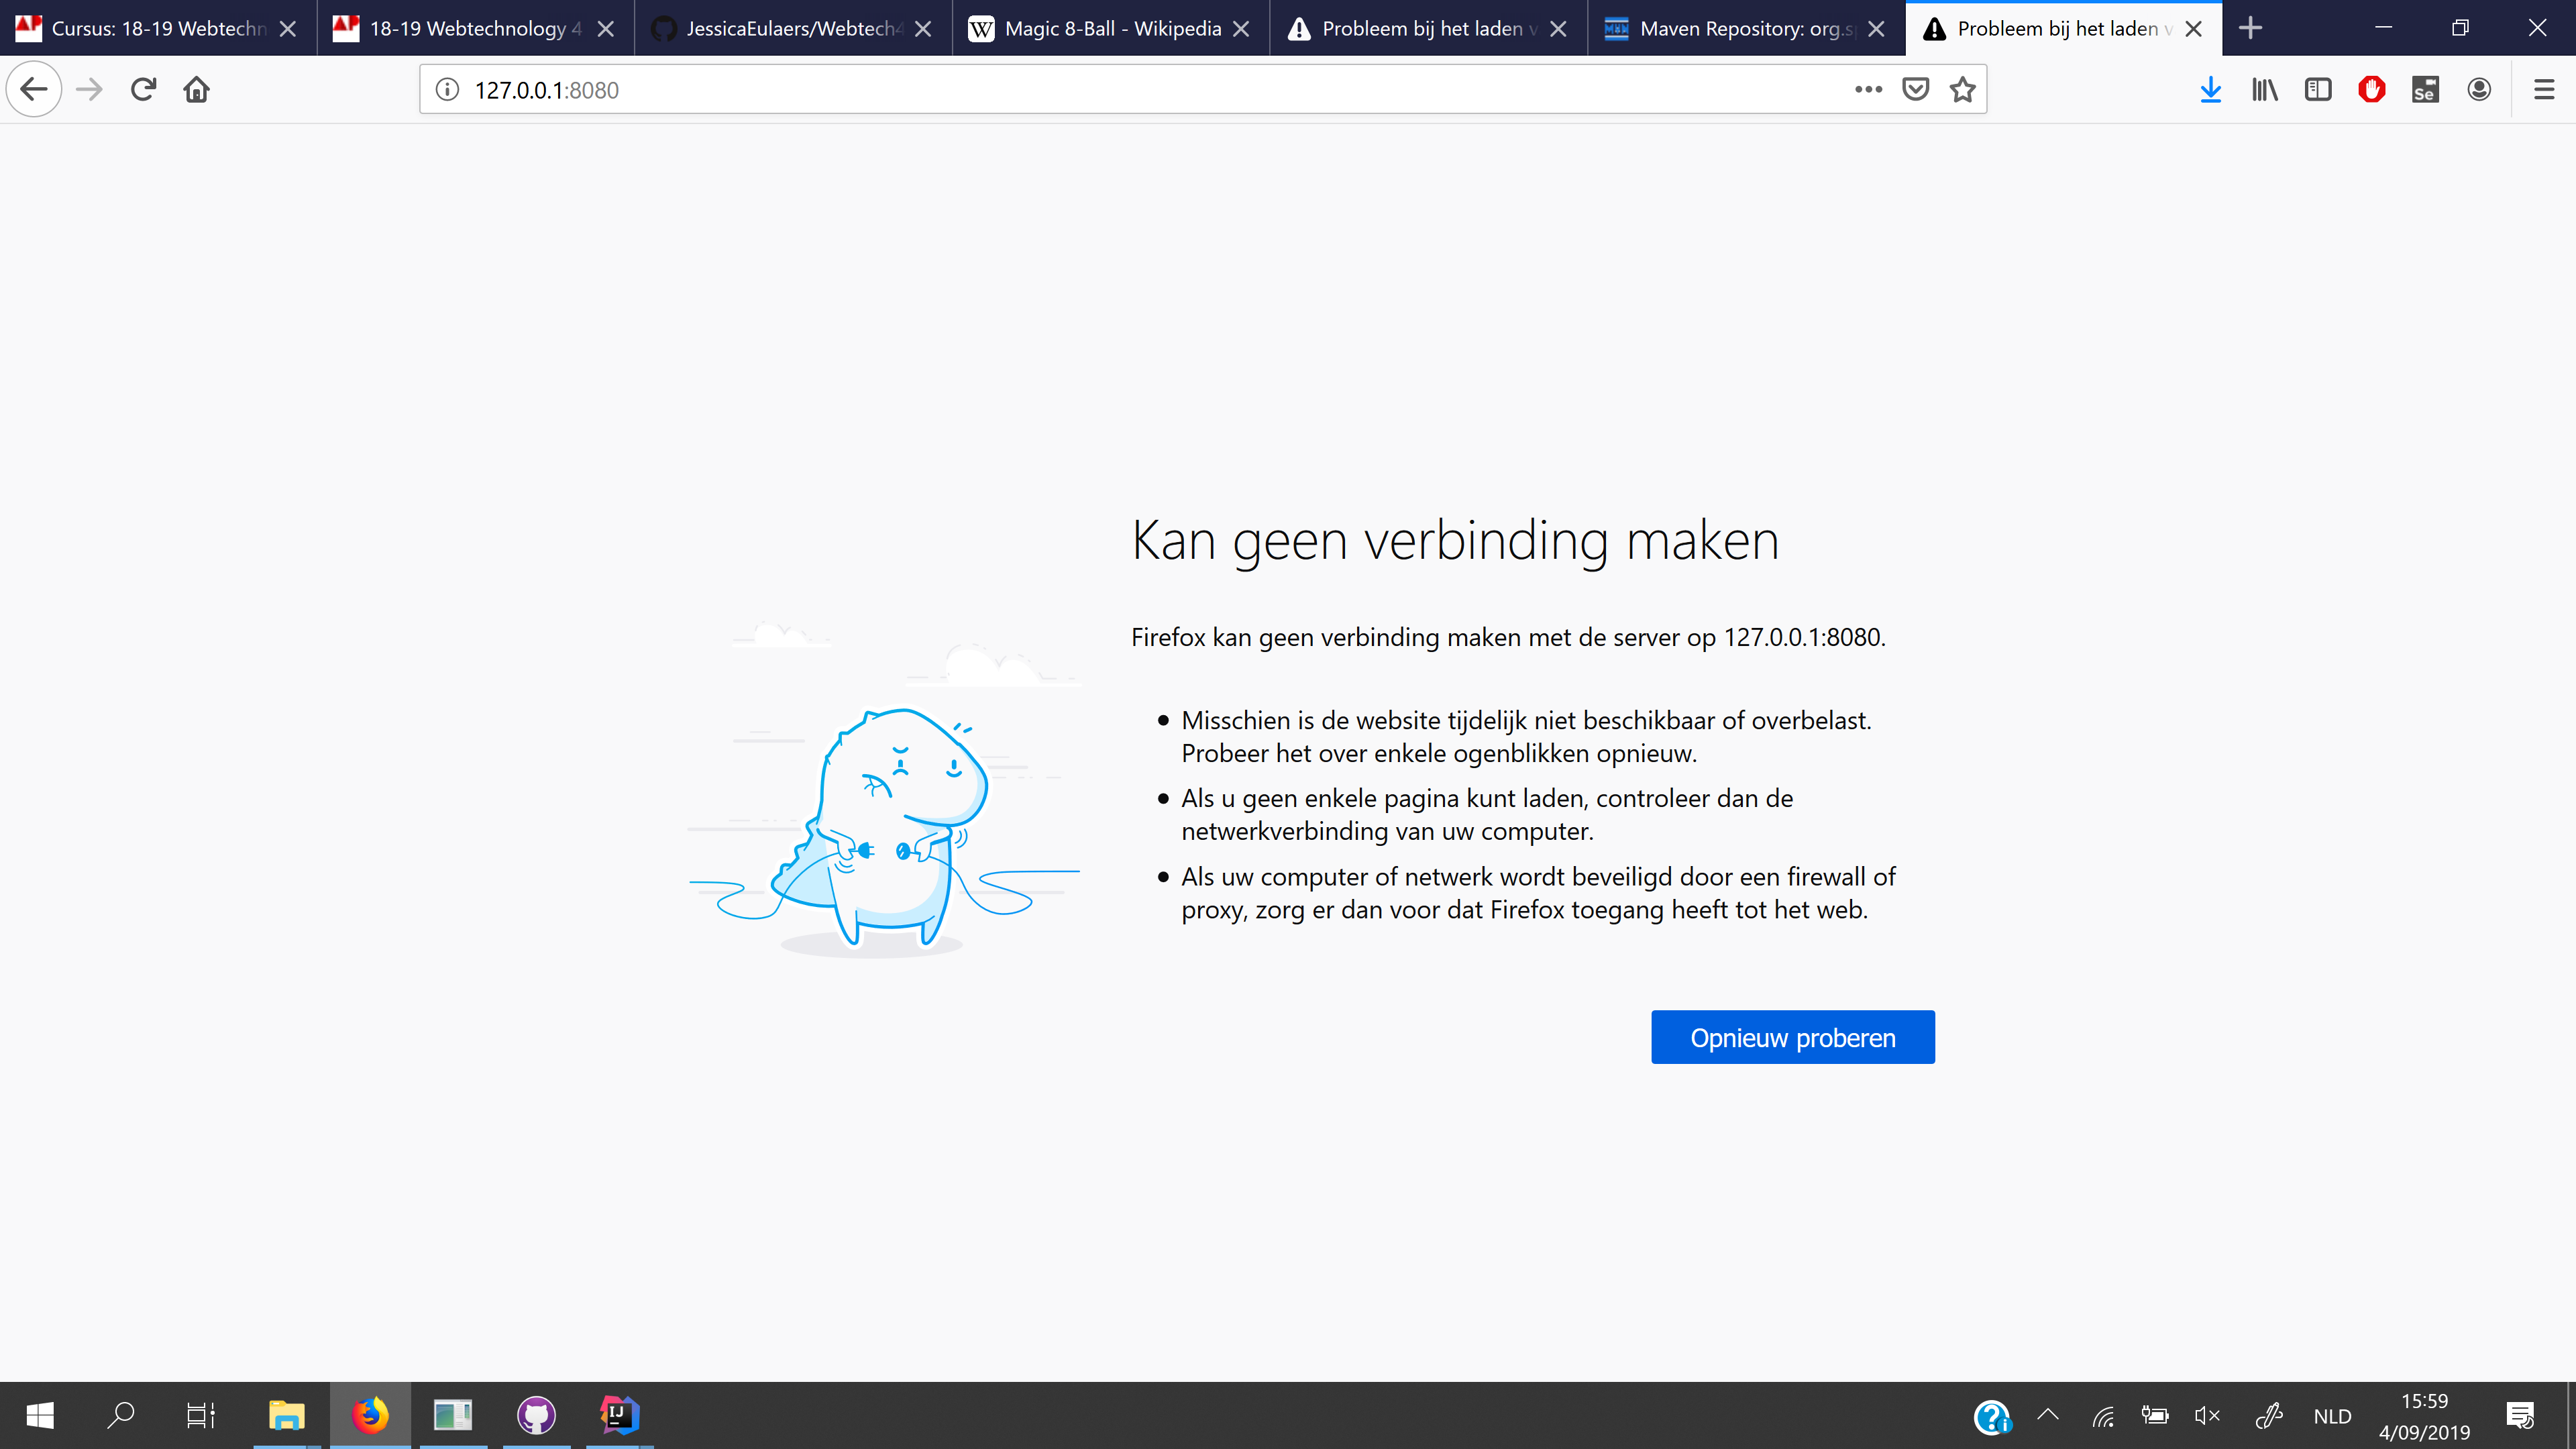 Cursus: 18-19 Webtechn
18-19 Webtechnology 4
JessicaEulaers/Webtech4
Magic 8-Ball - Wikipedia
Probleem bij het laden v
Maven Repository: org.sp
Probleem bij het laden v
127.0.0.1:8080
Se
Kan geen verbinding maken
Firefox kan geen verbinding maken met de server op 127.0.0.1:8080.
Misschien is de website tijdelijk niet beschikbaar of overbelast.
Probeer het over enkele ogenblikken opnieuw.
Als u geen enkele pagina kunt laden, controleer dan de
netwerkverbinding van uw computer.
Als uw computer of netwerk wordt beveiligd door een firewall of
proxy, zorg er dan voor dat Firefox toegang heeft tot het web.
Opnieuw proberen
IJ
NLD
15:59
4/09/2019